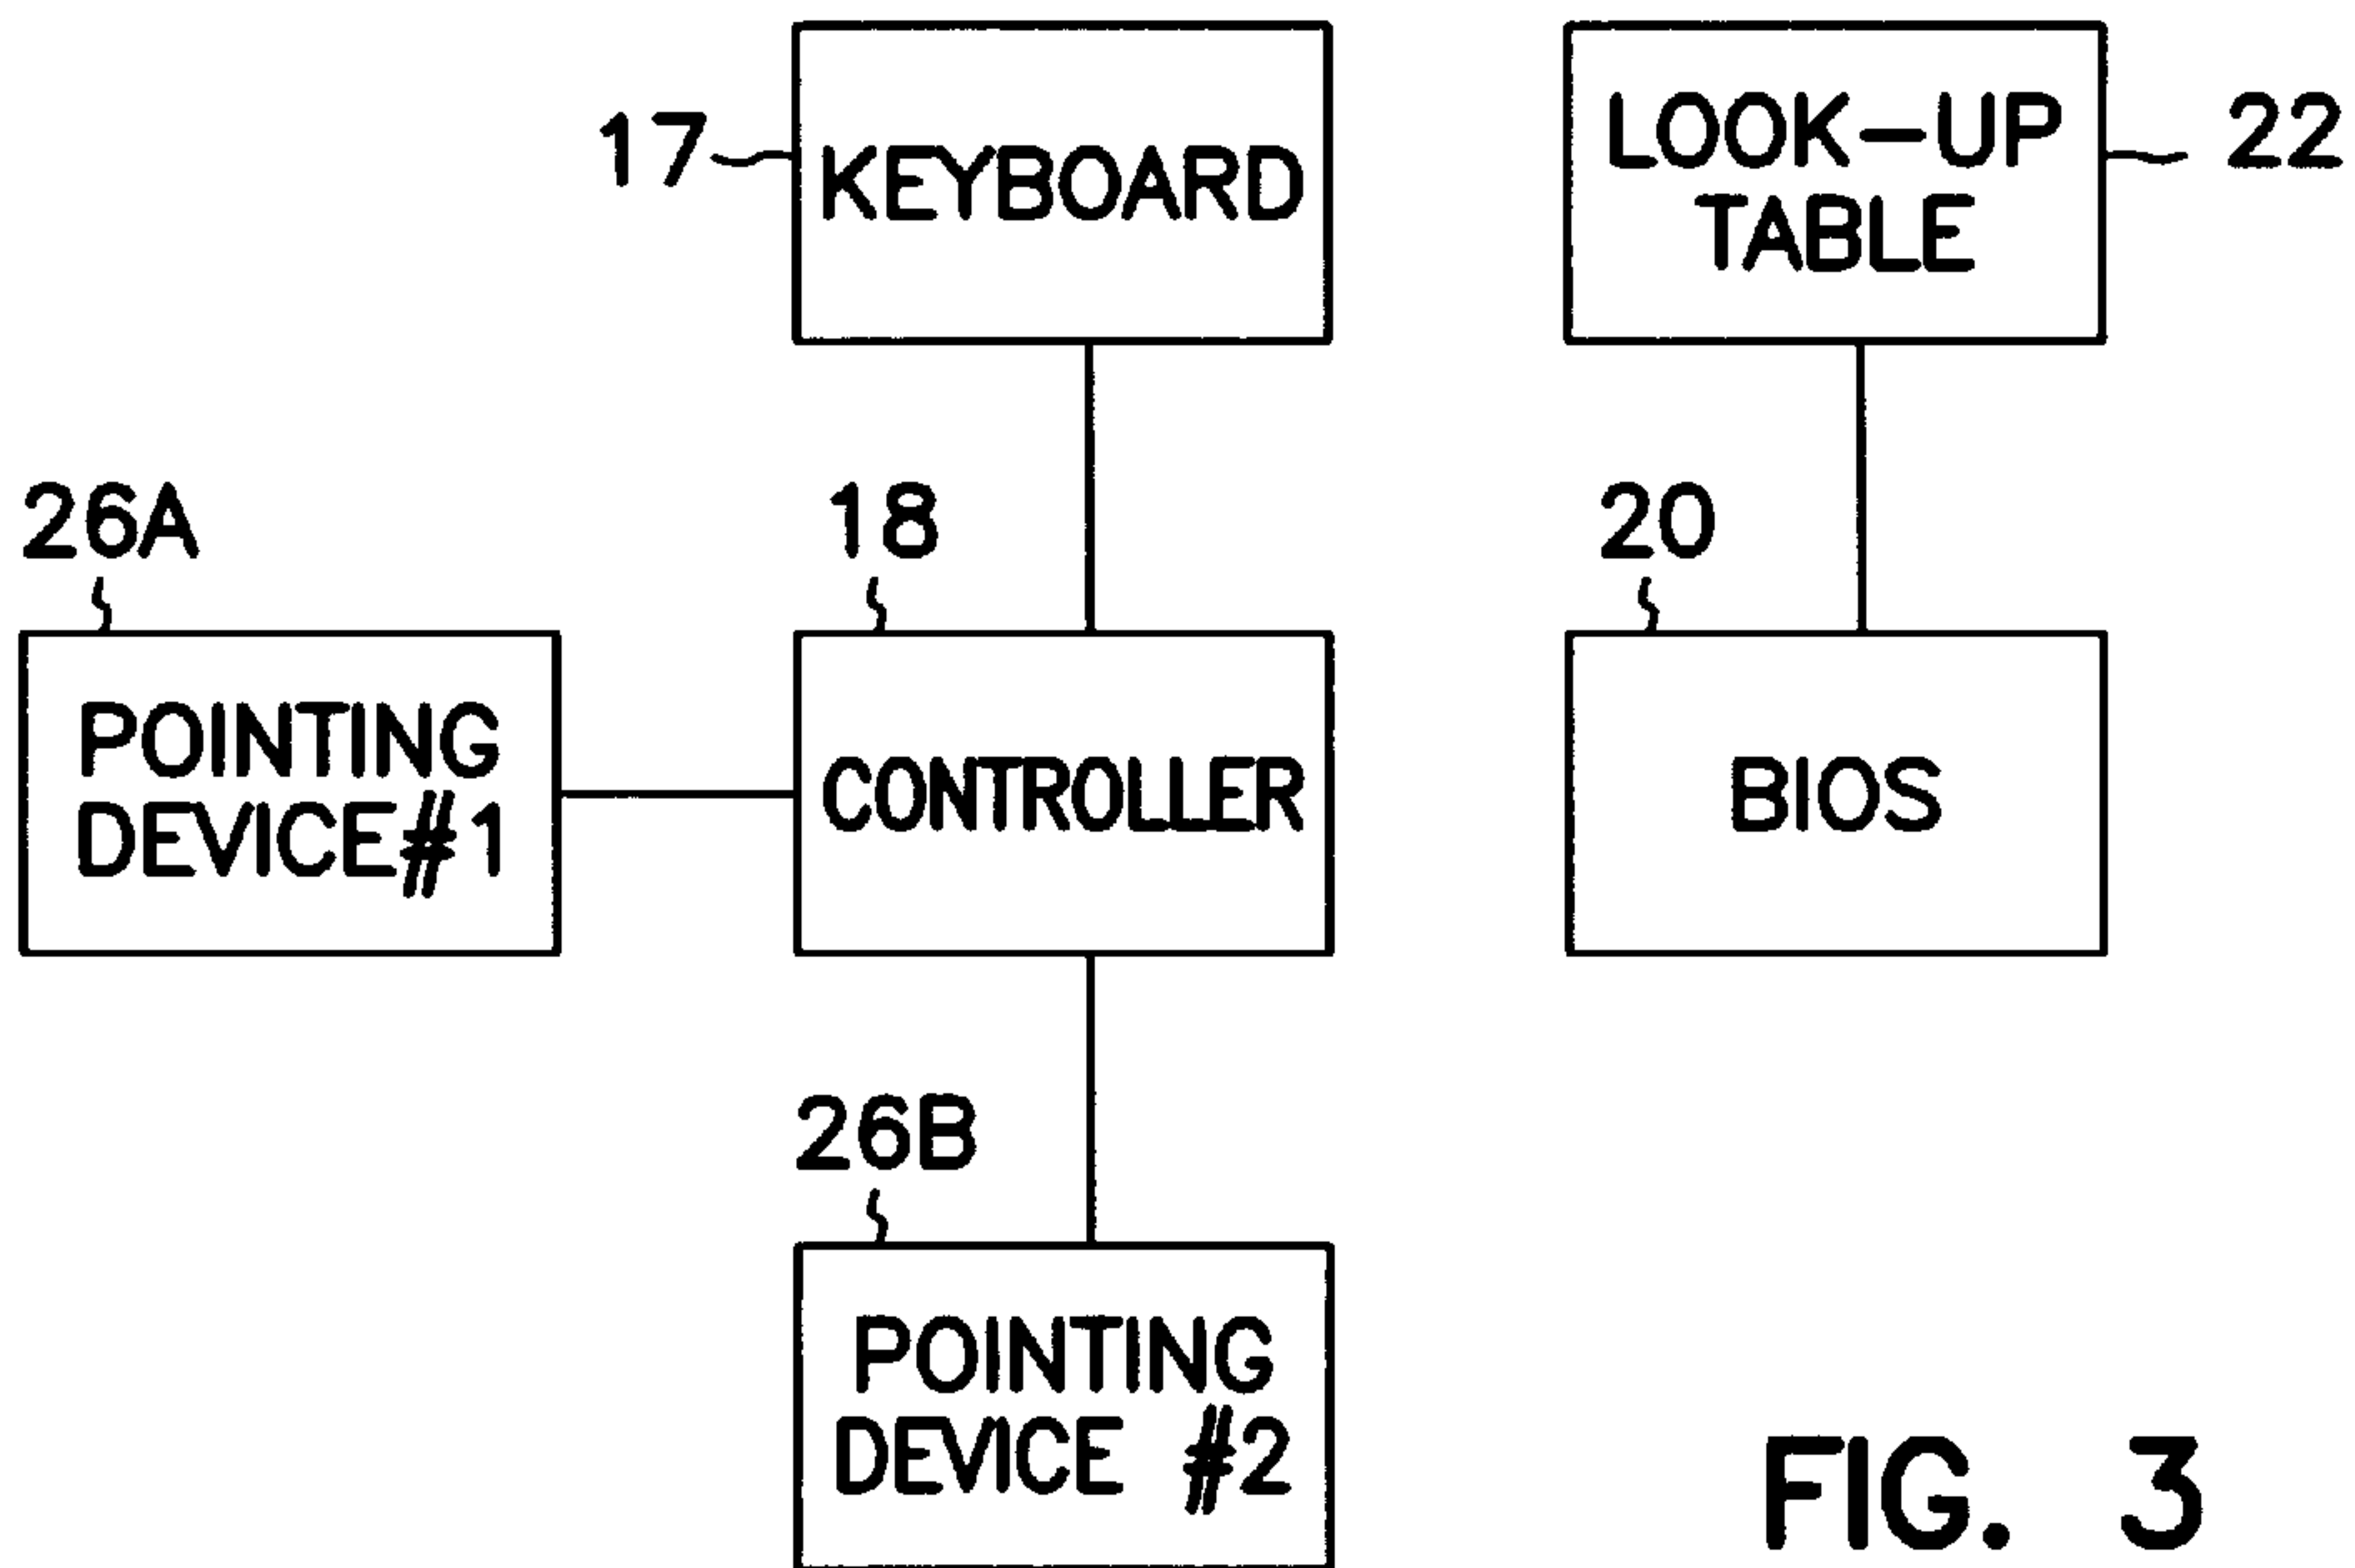 17
KEYBOARD
LOOK-UP
TABLE
22
26A
18
20
POINTING
DEVICE#1
CONTROLLER
BIOS
26B
POINTING
DEVICE #2
FIG. 3